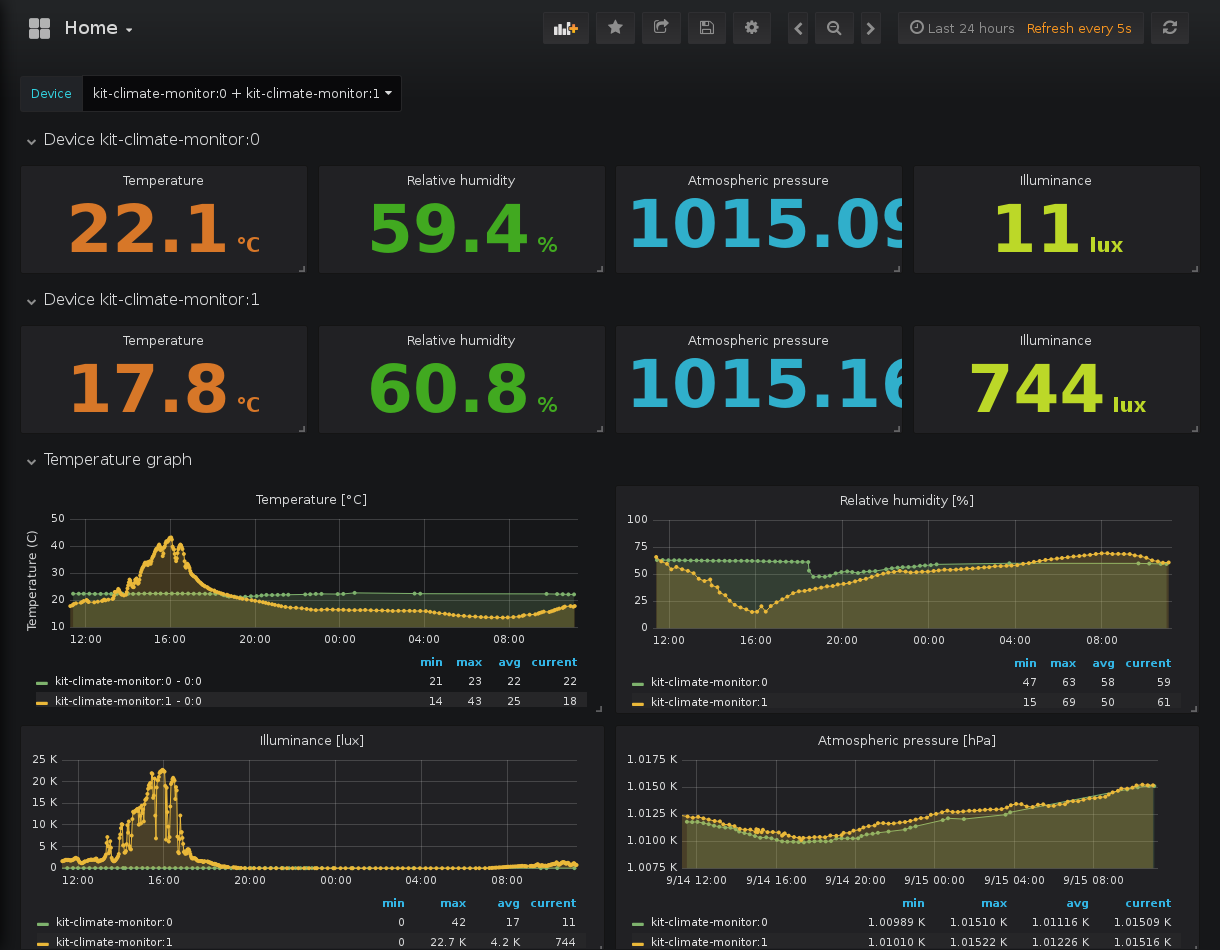 Home
Last 24 hours Refresh every 5s
Device kit-climate-monitor:0 + kit-climate-monitor:1
Device kit-climate-monitor:0
Temperature
22.1 °C
Relative humidity
59.4 %
Atmospheric pressure
1015.09
Illuminance
11 lux
Device kit-climate-monitor:1
Temperature
17.8 °C
Relative humidity
60.8 %
Atmospheric pressure
1015.16
Illuminance
744 lux
Temperature graph
Temperature [°C]
Temperature (C)
50
40
30
20
10
12:00 16:00 20:00 00:00 04:00 08:00
min max avg current
kit-climate-monitor:0 - 0:0 21 23 22 22
kit-climate-monitor:1 - 0:0 14 43 25 18
Relative humidity [%]
100
75
50
25
0
12:00 16:00 20:00 00:00 04:00 08:00
min max avg current
kit-climate-monitor:0 47 63 58 59
kit-climate-monitor:1 15 69 50 61
Illuminance [lux]
25 K
20 K
15 K
10 K
5 K
0
12:00 16:00 20:00 00:00 04:00 08:00
min max avg current
kit-climate-monitor:0 0 42 17 11
kit-climate-monitor:1 0 22.7 K 4.2 K 744
Atmospheric pressure [hPa]
1.0175 K
1.0150 K
1.0125 K
1.0100 K
1.0075 K
9/14 12:00 9/14 16:00 9/14 20:00 9/15 00:00 9/15 04:00 9/15 08:00
min max avg current
kit-climate-monitor:0 1.00989 K 1.01510 K 1.01116 K 1.01509 K
kit-climate-monitor:1 1.01010 K 1.01522 K 1.01226 K 1.01516 K